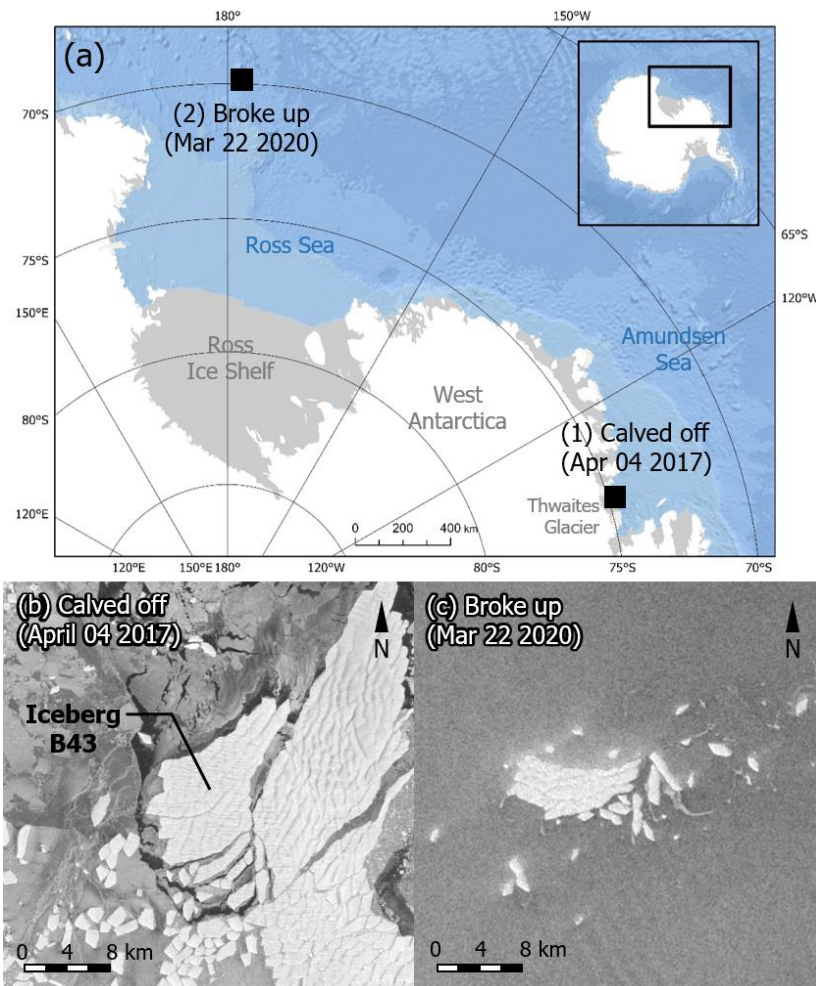 180°
150°W
(a)
70°S
(2) Broke up
(Mar 22 2020)
65°S
Ross Sea
75°S
120°W
150°E
Amundsen
Sea
Ross
Ice Shelf
West
Antarctica
80°S
(1) Calved off
(Apr 04 2017)
Thwaites
Glacier
120°E
0 200 400 km
120°E 150°E 180° 120°W 80°S 75°S 70°S
(b) Calved off
(April 04 2017)
N
Iceberg
B43
0 4 8 km
(c) Broke up
(Mar 22 2020)
N
0 4 8 km